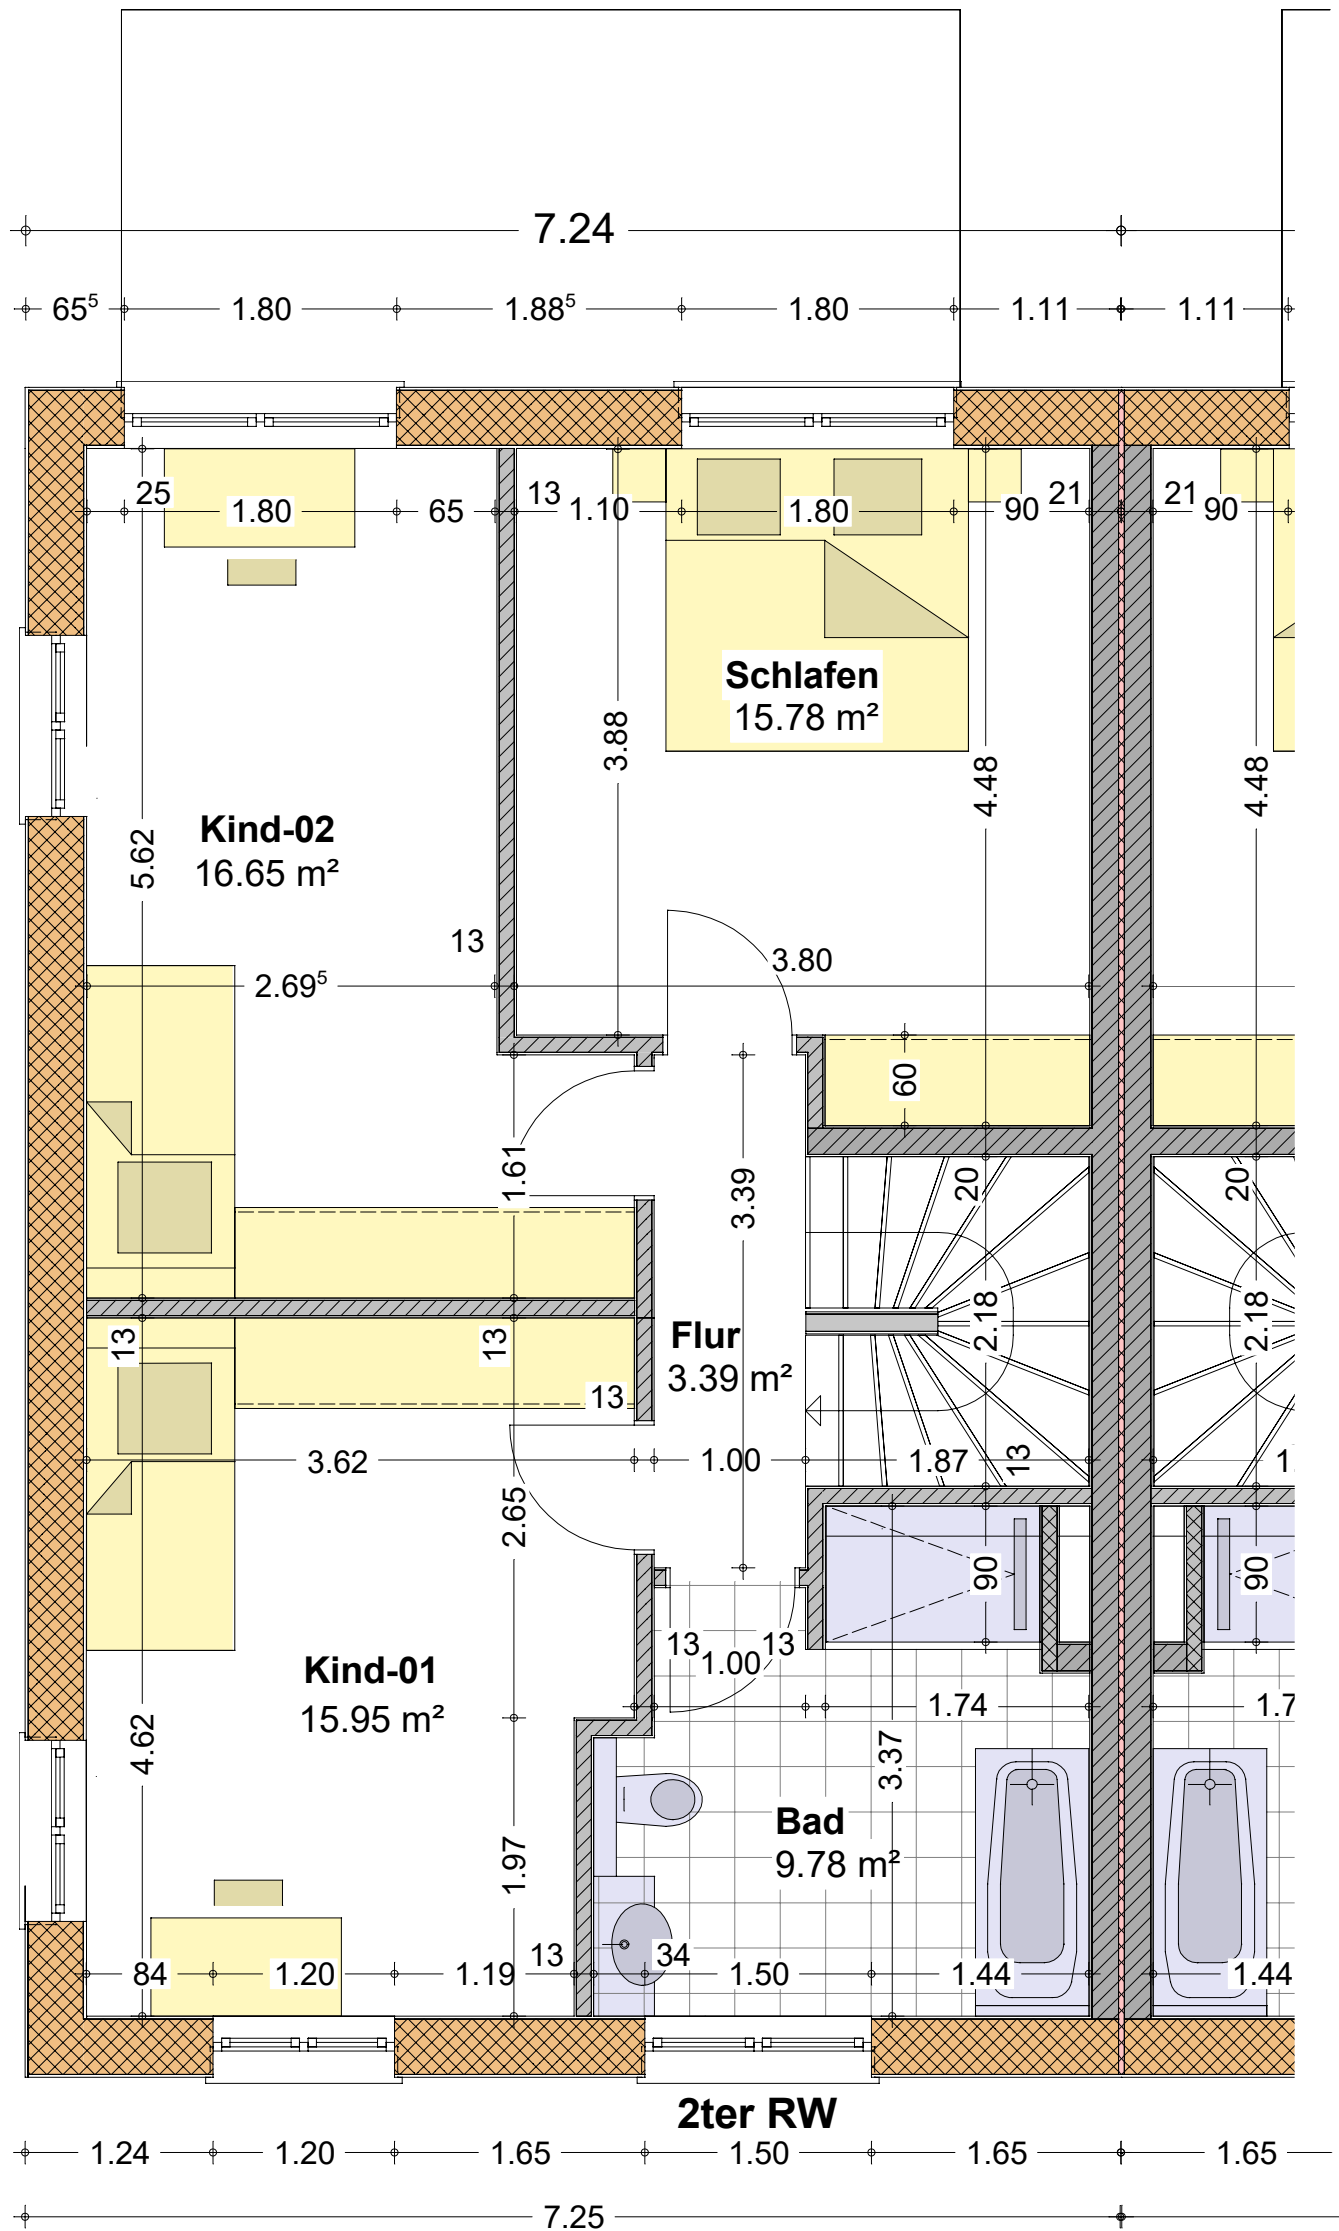 7.24
65⁵ 1.80 1.88⁵ 1.80 1.11 1.11
25 1.80 65 13 1.10 1.80 90 21 21 90
Schlafen
15.78 m²
3.88
4.48
4.48
Kind-02
16.65 m²
5.62
13
3.80
2.69⁵
60
1.61
3.39
20
20
2.18
2.18
Flur
3.39 m²
13
13
13
3.62
1.00
1.87
13
1.
2.65
90
90
13
1.00
13
Kind-01
15.95 m²
1.74
1.7
4.62
3.37
Bad
9.78 m²
1.97
84 1.20 1.19 13 34 1.50 1.44 1.44
2ter RW
1.24 1.20 1.65 1.50 1.65 1.65
7.25